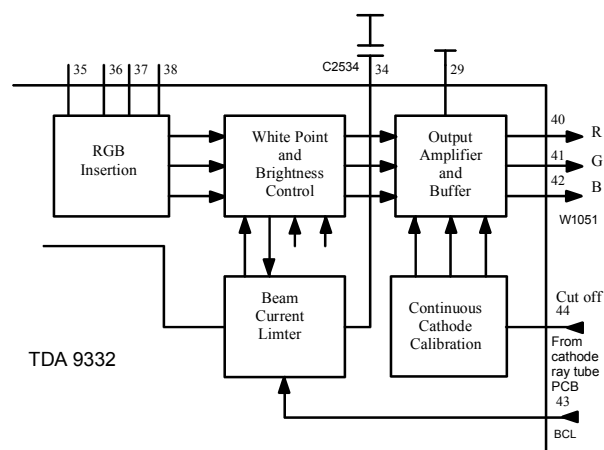 C2534
35
36
37
38
34
29
40
R
41
G
42
B
W1051
RGB
Insertion
White Point
and
Brightness
Control
Output
Amplifier
and
Buffer
Beam
Current
Limter
Continuous
Cathode
Calibration
Cut off
44
From
cathode
ray tube
PCB
43
BCL
TDA 9332